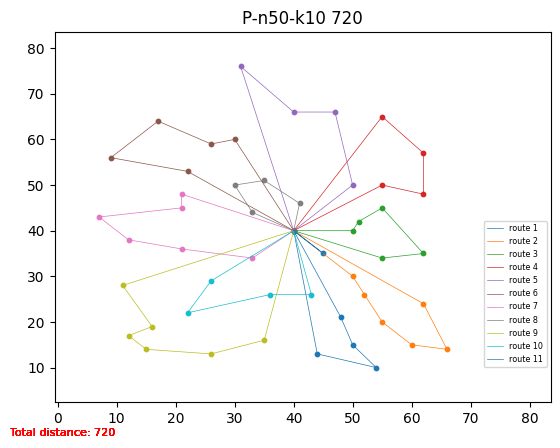 P-n50-k10 720
80
70
60
50
40
30
20
10
0 10 20 30 40 50 60 70 80
route 1
route 2
route 3
route 4
route 5
route 6
route 7
route 8
route 9
route 10
route 11
Total distance: 720